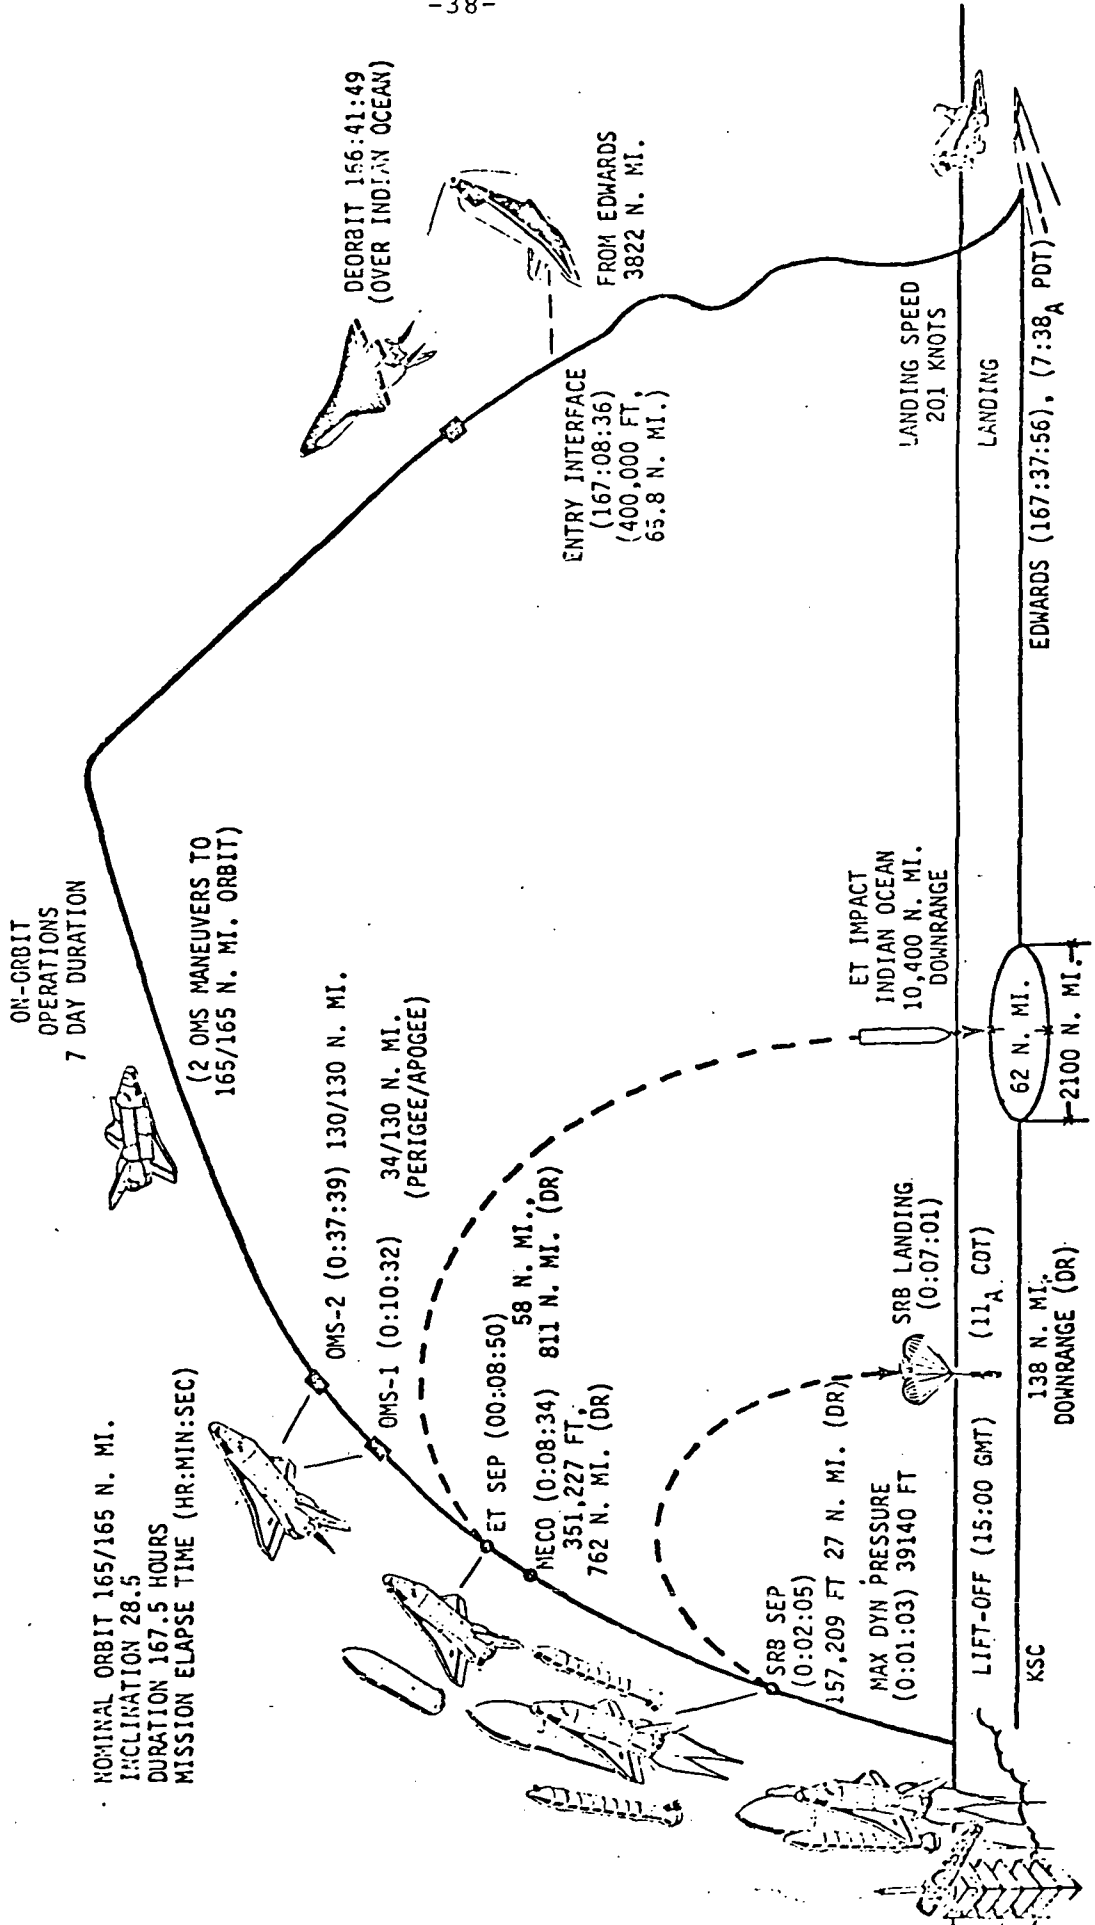 -38-
NOMINAL ORBIT 165/165 N. MI.
INCLINATION 28.5
DURATION 167.5 HOURS
MISSION ELAPSE TIME (HR:MIN:SEC)
ON-ORBIT
OPERATIONS
7 DAY DURATION
(2 OMS MANEUVERS TO
165/165 N. MI. ORBIT)
OMS-2 (0:37:39) 130/130 N. MI.
OMS-1 (0:10:32)
34/130 N. MI.
(PERIGEE/APOGEE)
ET SEP (00:08:50)
58 N. MI.,
811 N. MI. (DR)
MECO (0:08:34)
351,227 FT,
762 N. MI. (DR)
SRB SEP
(0:02:05)
157,209 FT 27 N. MI. (DR)
MAX DYN PRESSURE
(0:01:03) 39140 FT
SRB LANDING
(0:07:01)
LIFT-OFF (15:00 GMT) (11A CDT)
KSC
138 N. MI.
DOWNRANGE (DR)
ET IMPACT
INDIAN OCEAN
10,400 N. MI.
DOWNRANGE
62 N. MI.
2100 N. MI.
DEORBIT 166:41:49
(OVER INDIAN OCEAN)
ENTRY INTERFACE
(167:08:36)
(400,000 FT,
65.8 N. MI.)
FROM EDWARDS
3822 N. MI.
LANDING SPEED
201 KNOTS
LANDING
EDWARDS (167:37:56), (7:38A PDT)